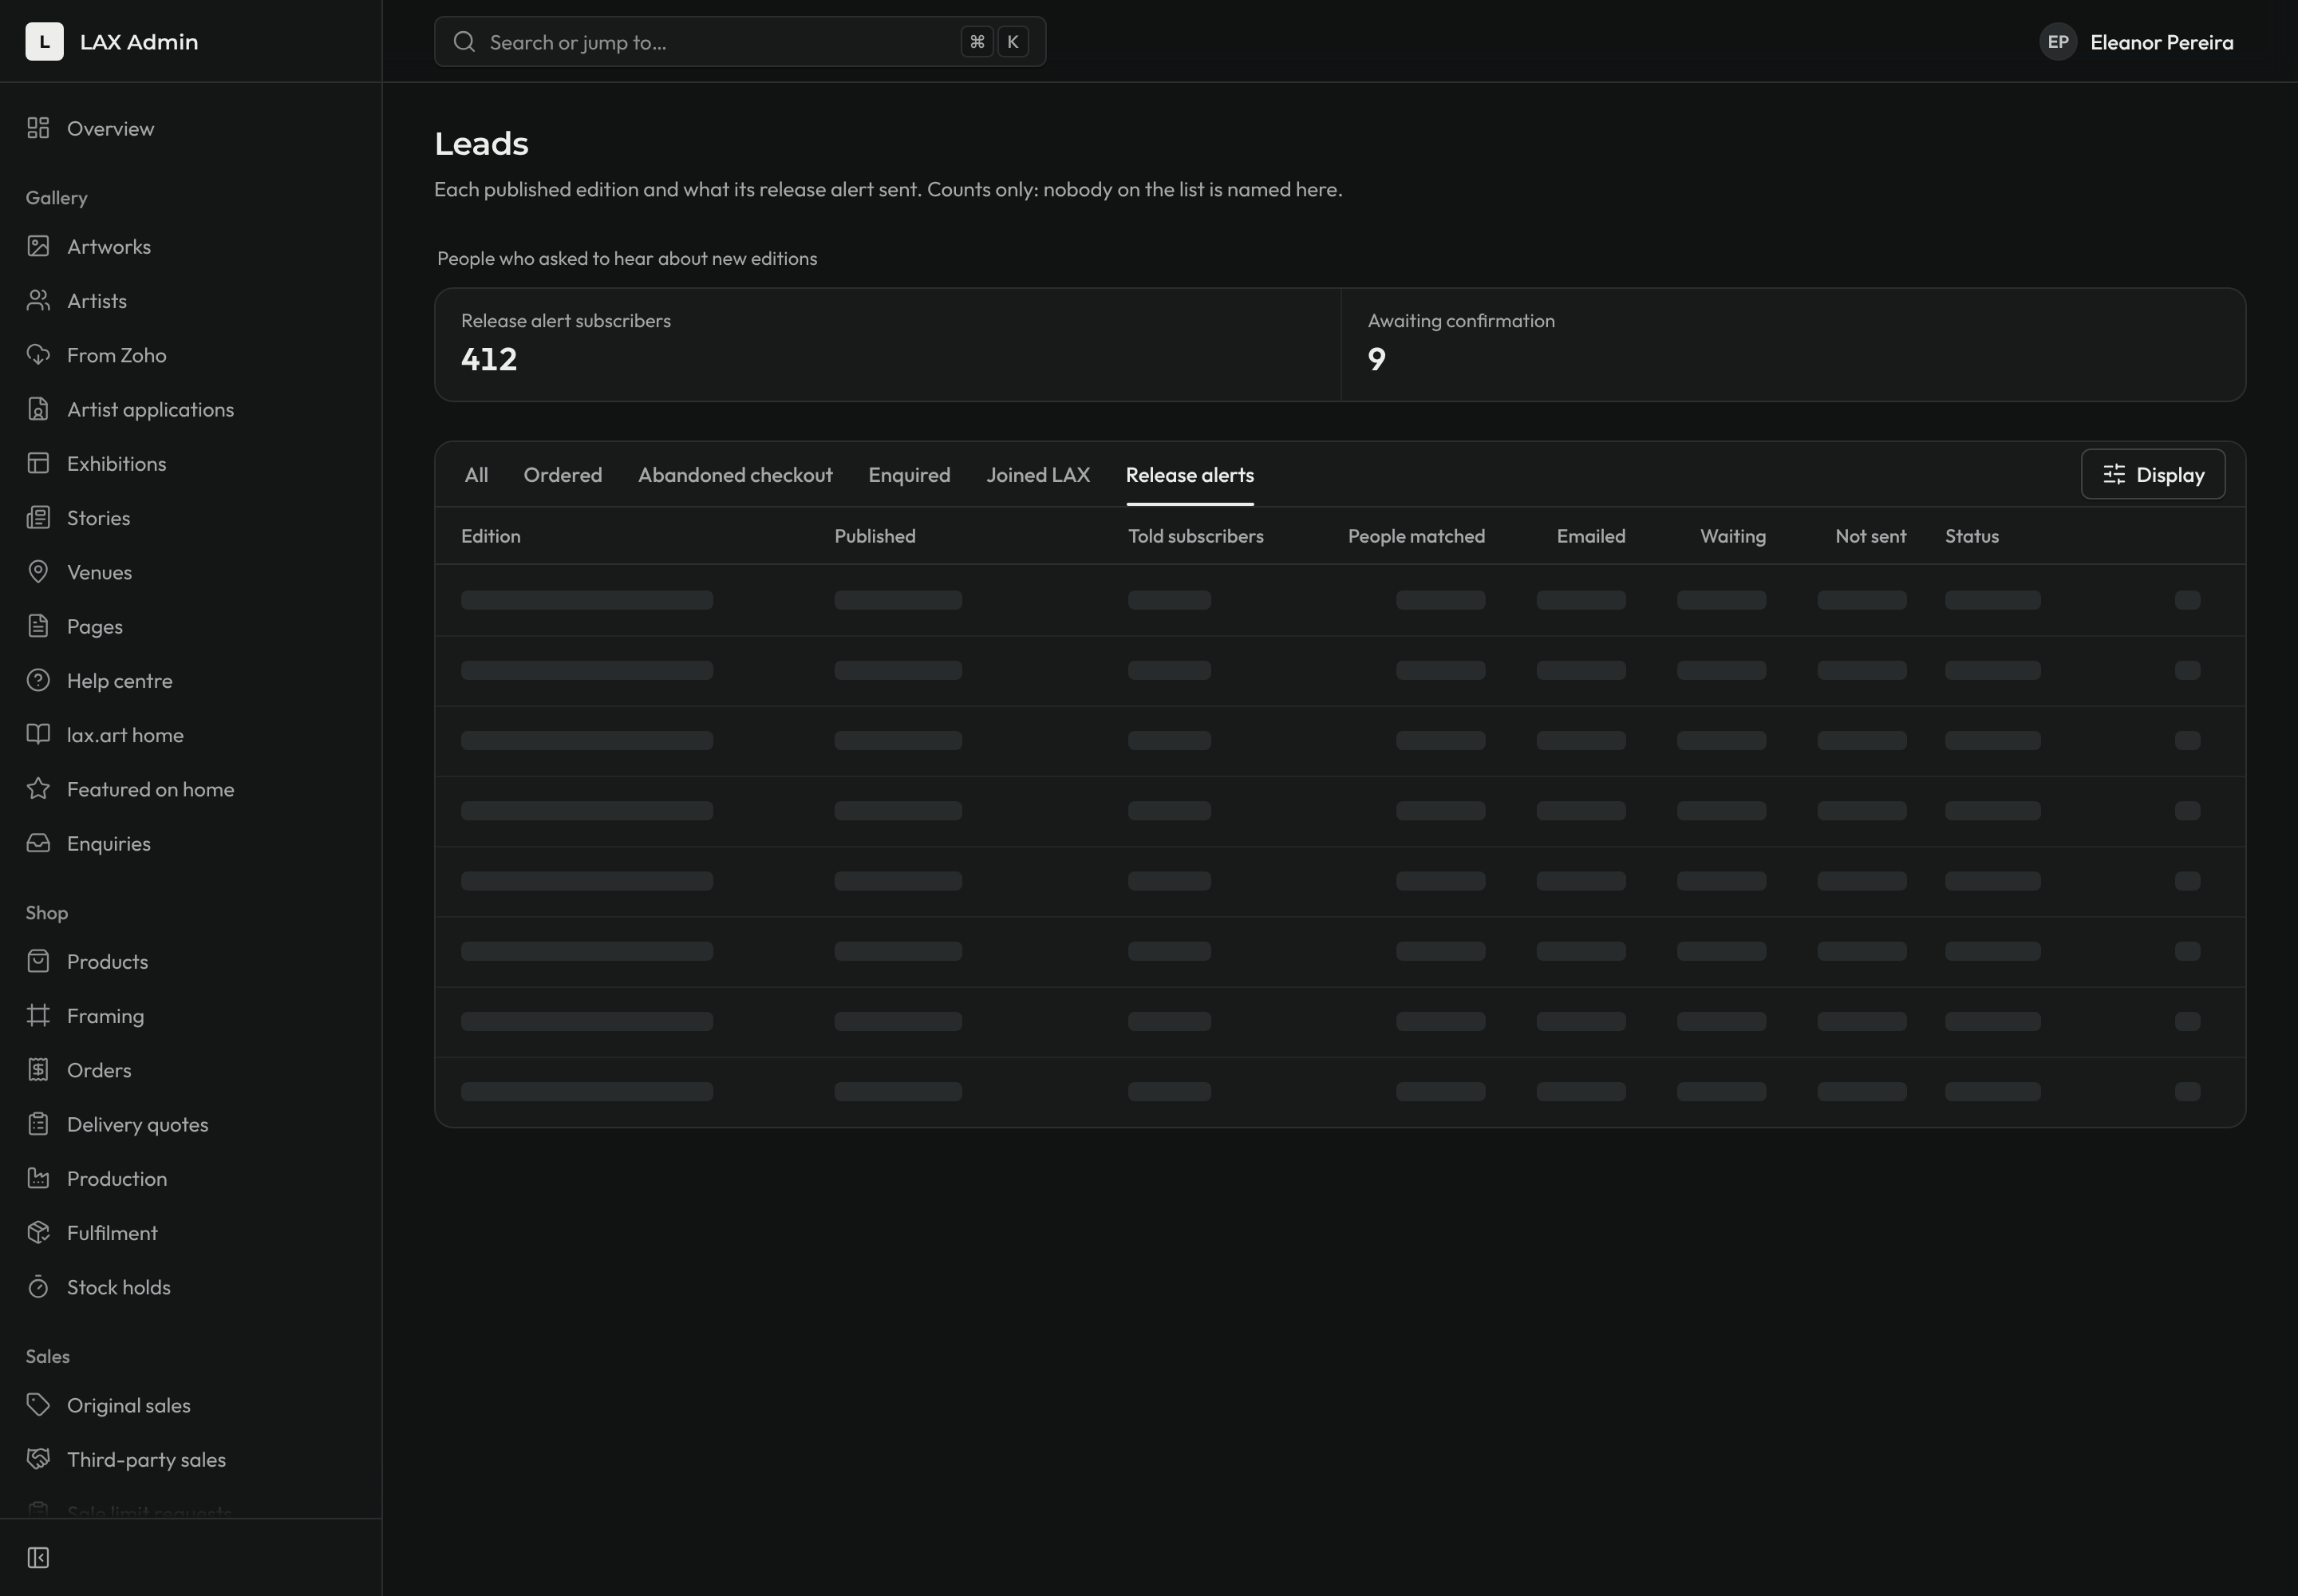 L LAX Admin
Search or jump to...
⌘ K
EP Eleanor Pereira
Overview
Gallery
Artworks
Artists
From Zoho
Artist applications
Exhibitions
Stories
Venues
Pages
Help centre
lax.art home
Featured on home
Enquiries
Shop
Products
Framing
Orders
Delivery quotes
Production
Fulfilment
Stock holds
Sales
Original sales
Third-party sales
Sale limit requests
Leads
Each published edition and what its release alert sent. Counts only: nobody on the list is named here.
People who asked to hear about new editions
Release alert subscribers
412
Awaiting confirmation
9
All Ordered Abandoned checkout Enquired Joined LAX Release alerts
Display
Edition Published Told subscribers People matched Emailed Waiting Not sent Status